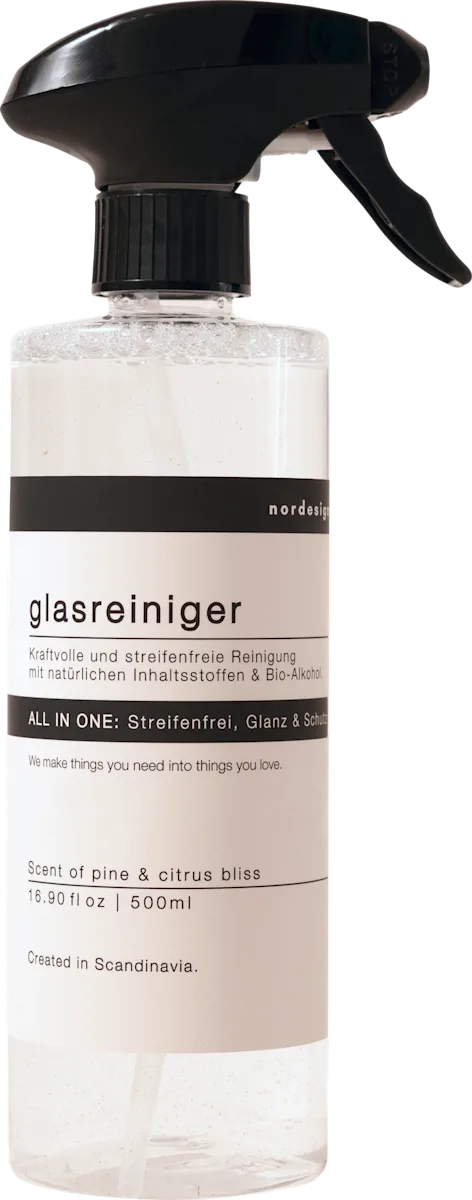 STOP
nordesign
glasreiniger
Kraftvolle und streifenfreie Reinigung
mit natürlichen Inhaltsstoffen & Bio-Alkohol.
ALL IN ONE: Streifenfrei, Glanz & Schutz
We make things you need into things you love.
Scent of pine & citrus bliss
16.90 fl oz | 500ml
Created in Scandinavia.